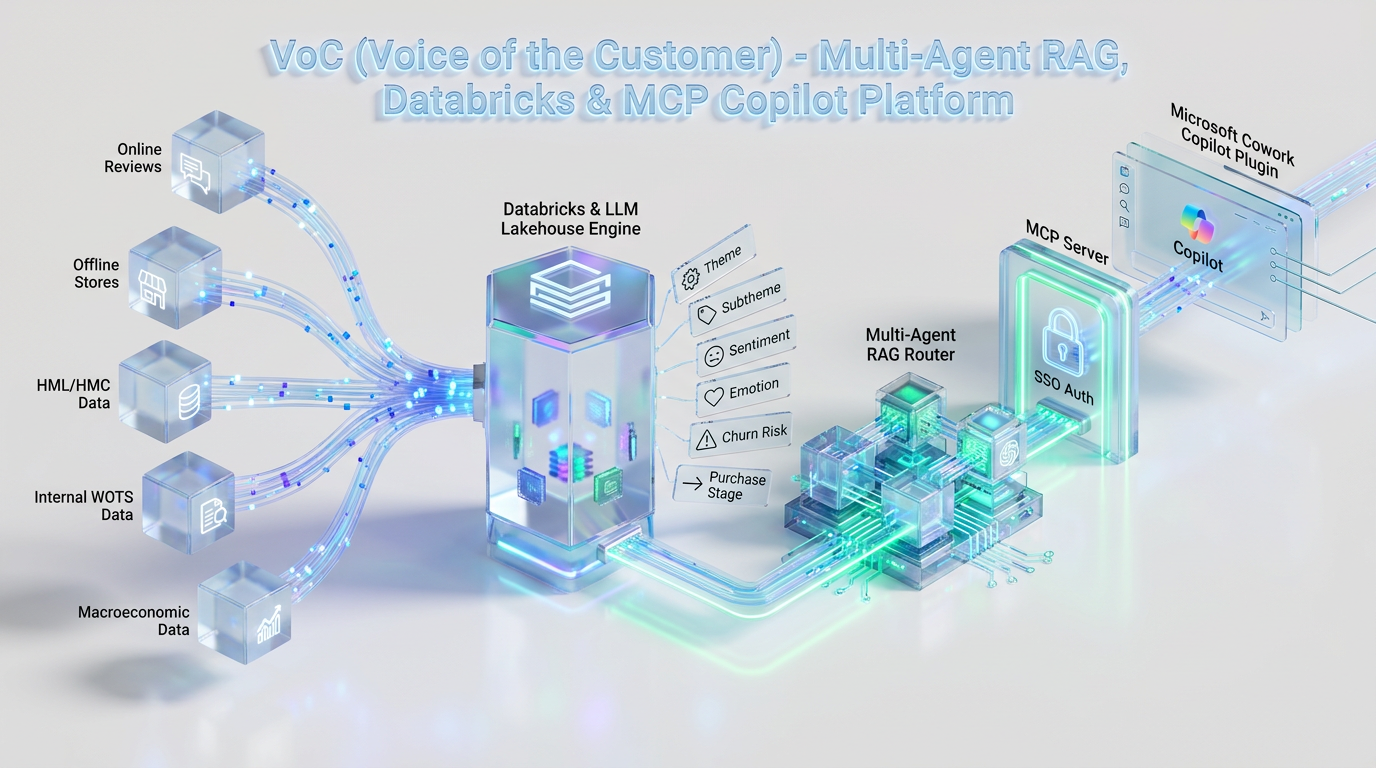 VoC (Voice of the Customer) - Multi-Agent RAG,
Databricks & MCP Copilot Platform
Online
Reviews
Offline
Stores
HML/HMC
Data
Internal WOTS
Data
Macroeconomic
Data
Databricks & LLM
Lakehouse Engine
Theme
Subtheme
Sentiment
Emotion
Churn Risk
Purchase
Stage
Multi-Agent
RAG Router
MCP Server
SSO Auth
Microsoft Cowork
Copilot Plugin
Copilot